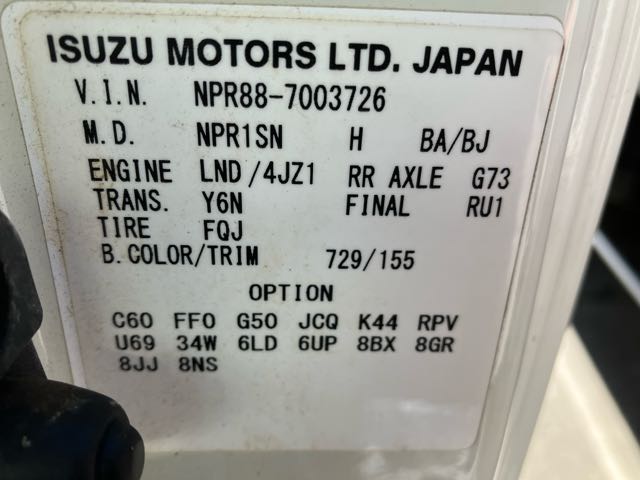 ISUZU MOTORS LTD. JAPAN
V.I.N. NPR88-7003726
M.D. NPR1SN H BA/BJ
ENGINE LND/4JZ1 RR AXLE G73
TRANS. Y6N FINAL RU1
TIRE FQJ
B.COLOR/TRIM 729/155
OPTION
C60 FF0 G50 JCQ K44 RPV
U69 34W 6LD 6UP 8BX 8GR
8JJ 8NS